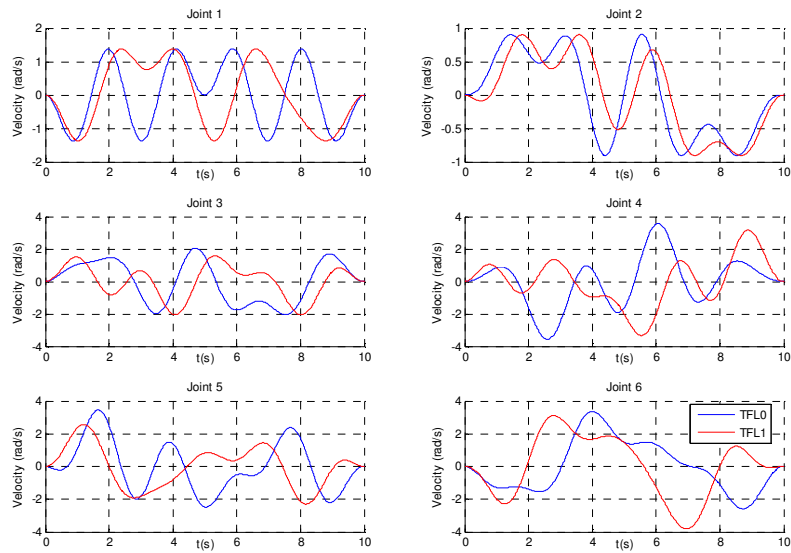 Joint 1
Velocity (rad/s)
2
1
0
-1
-2
0 2 4 6 8 10
t(s)
Joint 2
Velocity (rad/s)
1
0.5
0
-0.5
-1
0 2 4 6 8 10
t(s)
Joint 3
Velocity (rad/s)
4
2
0
-2
-4
0 2 4 6 8 10
t(s)
Joint 4
Velocity (rad/s)
4
2
0
-2
-4
0 2 4 6 8 10
t(s)
Joint 5
Velocity (rad/s)
4
2
0
-2
-4
0 2 4 6 8 10
t(s)
Joint 6
Velocity (rad/s)
4
2
0
-2
-4
0 2 4 6 8 10
t(s)
TFL0
TFL1